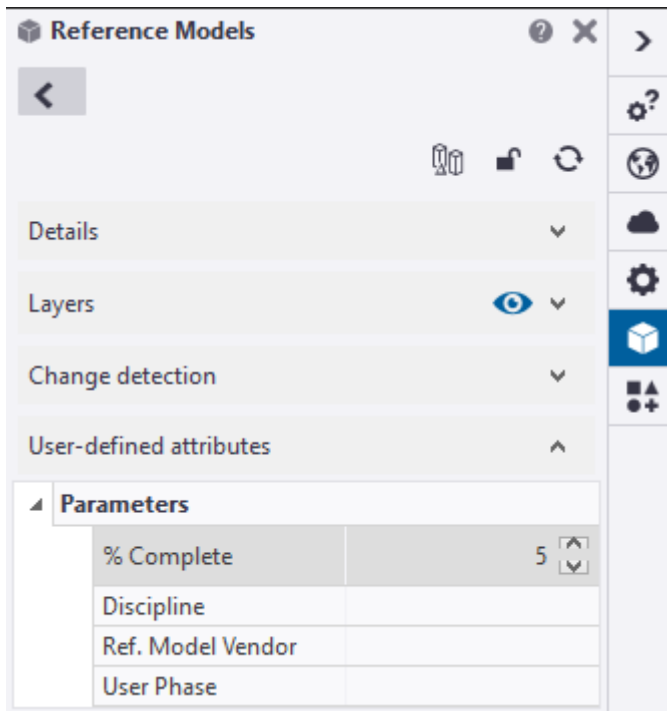 Reference Models
Details
Layers
Change detection
User-defined attributes
Parameters
% Complete 5
Discipline
Ref. Model Vendor
User Phase